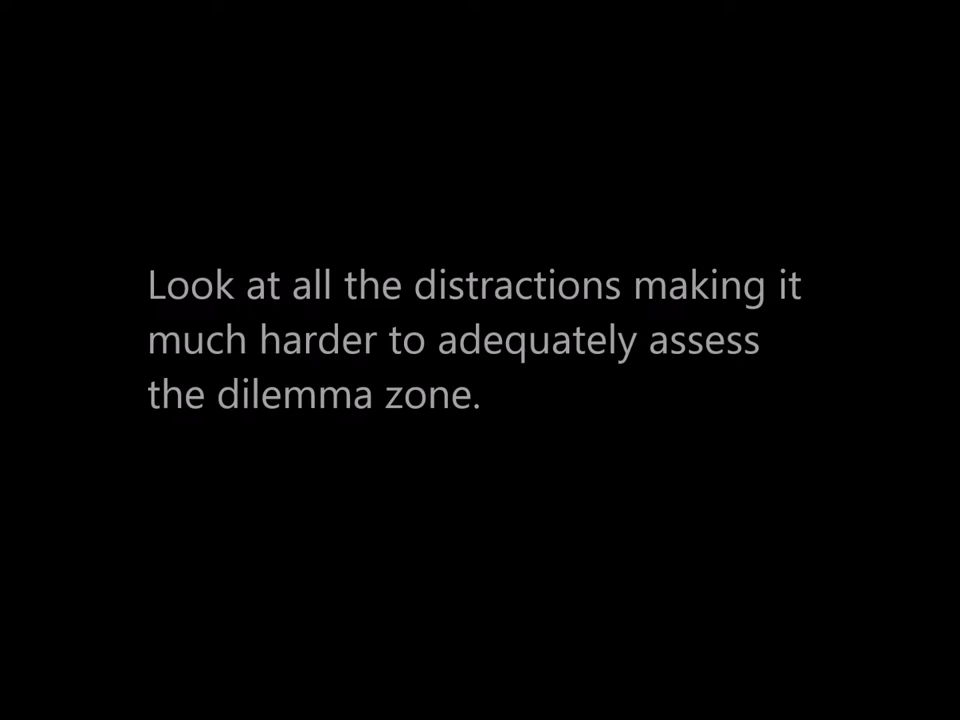 Look at all the distractions making it
much harder to adequately assess
the dilemma zone.